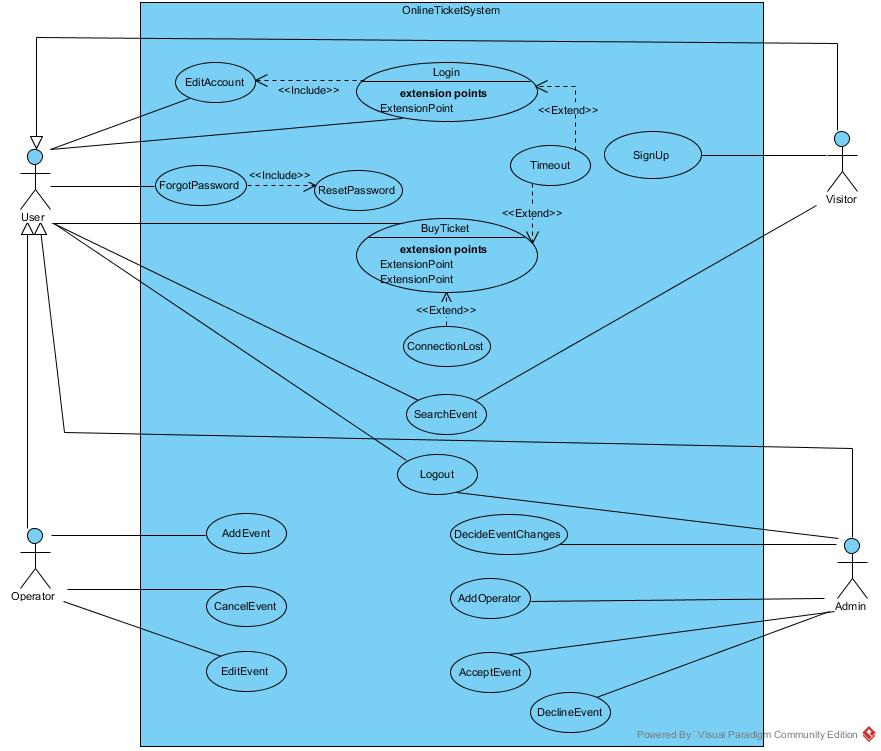 OnlineTicketSystem
EditAccount
<<Include>>
Login
extension points
ExtensionPoint
<<Extend>>
Timeout
SignUp
Visitor
User
ForgotPassword
<<Include>>
ResetPassword
<<Extend>>
BuyTicket
extension points
ExtensionPoint
ExtensionPoint
<<Extend>>
ConnectionLost
SearchEvent
Logout
AddEvent
DecideEventChanges
Operator
CancelEvent
AddOperator
Admin
EditEvent
AcceptEvent
DeclineEvent
Powered By Visual Paradigm Community Edition